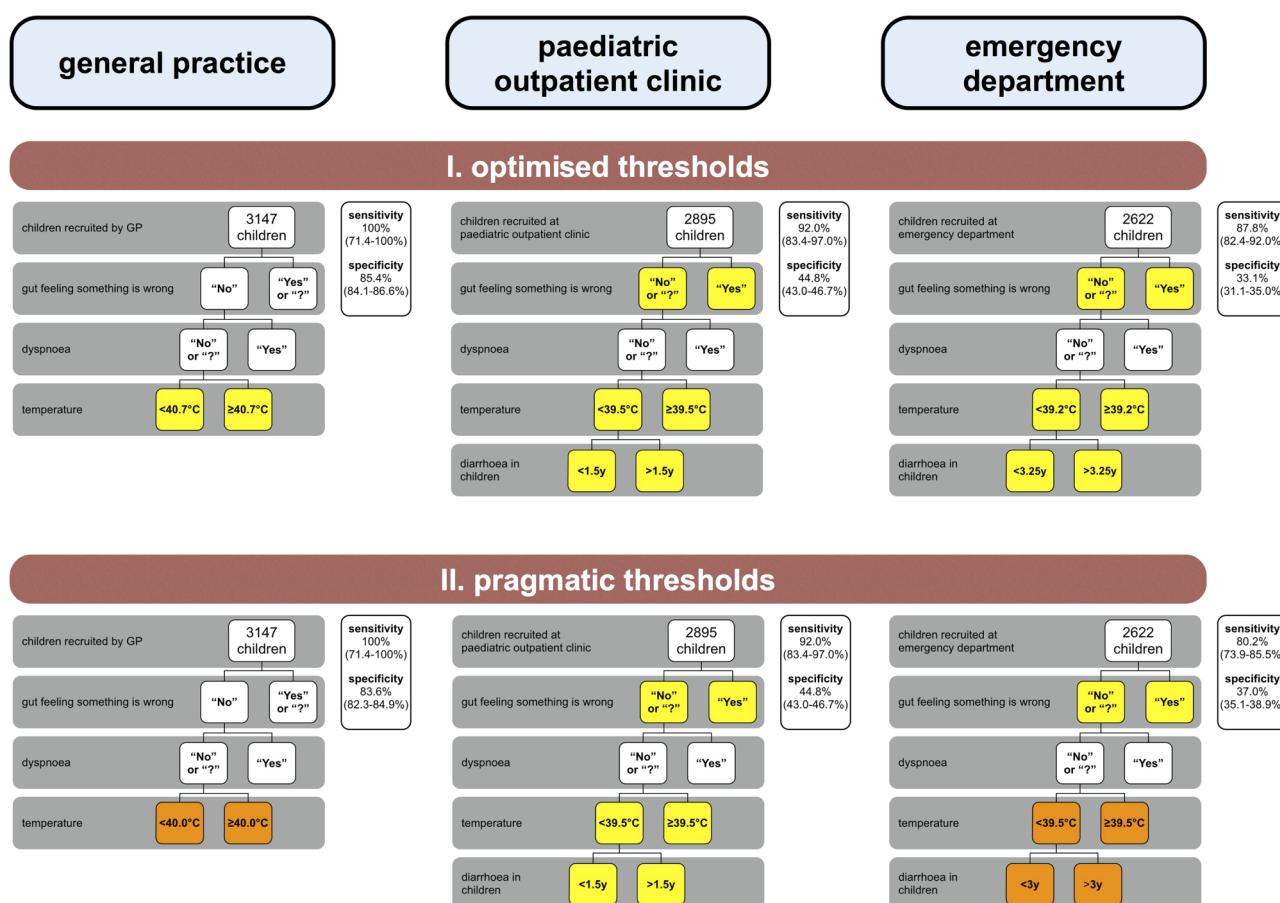 general practice
paediatric
outpatient clinic
emergency
department
I. optimised thresholds
children recruited by GP
3147
children
gut feeling something is wrong
“No”
“Yes”
or “?”
dyspnoea
“No”
or “?”
“Yes”
temperature
<40.7°C
≥40.7°C
sensitivity
100%
(71.4-100%)
specificity
85.4%
(84.1-86.6%)
children recruited at
paediatric outpatient clinic
2895
children
gut feeling something is wrong
“No”
or “?”
“Yes”
dyspnoea
“No”
or “?”
“Yes”
temperature
<39.5°C
≥39.5°C
diarrhoea in
children
<1.5y
>1.5y
sensitivity
92.0%
(83.4-97.0%)
specificity
44.8%
(43.0-46.7%)
children recruited at
emergency department
2622
children
gut feeling something is wrong
“No”
or “?”
“Yes”
dyspnoea
“No”
or “?”
“Yes”
temperature
<39.2°C
≥39.2°C
diarrhoea in
children
<3.25y
>3.25y
sensitivity
87.8%
(82.4-92.0%
specificity
33.1%
(31.1-35.0%
II. pragmatic thresholds
children recruited by GP
3147
children
gut feeling something is wrong
“No”
“Yes”
or “?”
dyspnoea
“No”
or “?”
“Yes”
temperature
<40.0°C
≥40.0°C
sensitivity
100%
(71.4-100%)
specificity
83.6%
(82.3-84.9%)
children recruited at
paediatric outpatient clinic
2895
children
gut feeling something is wrong
“No”
or “?”
“Yes”
dyspnoea
“No”
or “?”
“Yes”
temperature
<39.5°C
≥39.5°C
diarrhoea in
children
<1.5y
>1.5y
sensitivity
92.0%
(83.4-97.0%)
specificity
44.8%
(43.0-46.7%)
children recruited at
emergency department
2622
children
gut feeling something is wrong
“No”
or “?”
“Yes”
dyspnoea
“No”
or “?”
“Yes”
temperature
<39.5°C
≥39.5°C
diarrhoea in
children
<3y
>3y
sensitivity
80.2%
(73.9-85.5%
specificity
37.0%
(35.1-38.9%